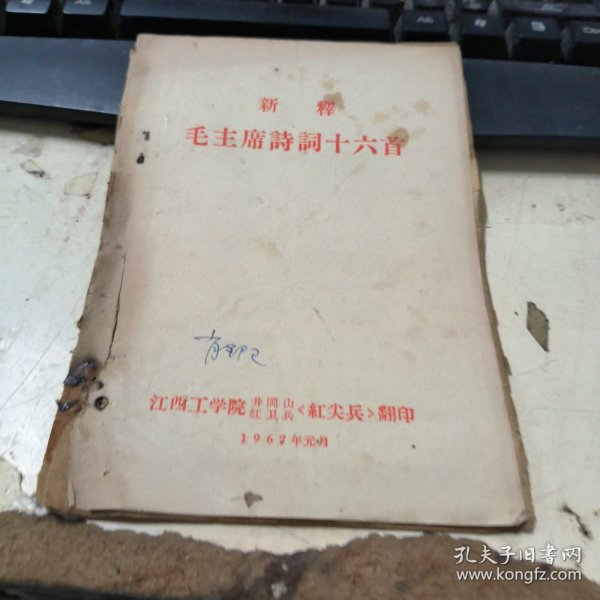 新釋
毛主席詩詞十六首
江西工学院井岡山紅卫兵<紅尖兵>翻印
1967年元月
孔夫子旧书网
www.kongfz.com